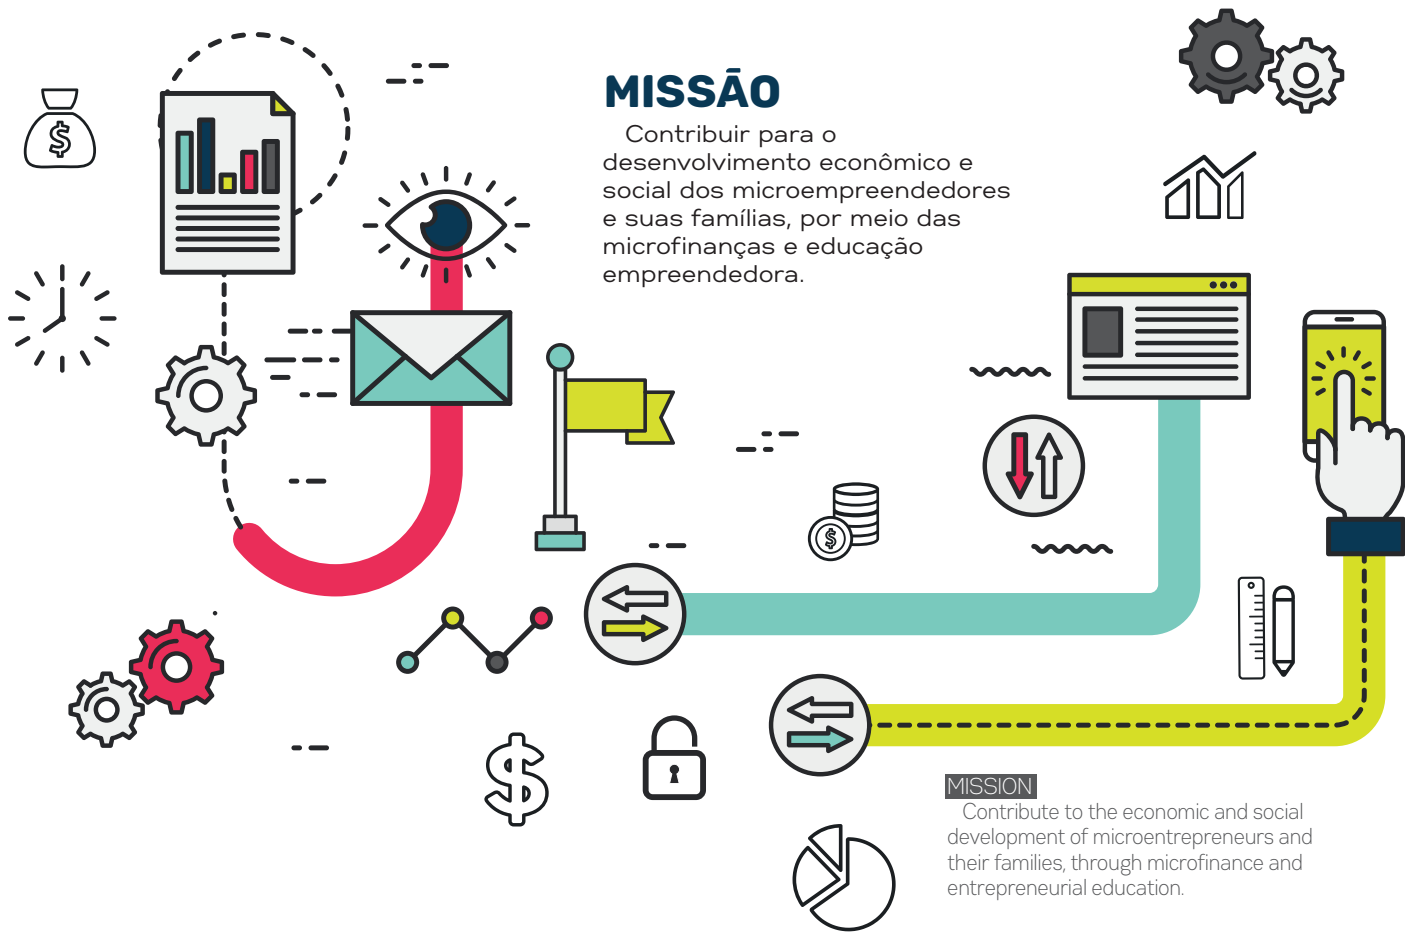 MISSÃO
Contribuir para o
desenvolvimento econômico e
social dos microempreendedores
e suas famílias, por meio das
microfinanças e educação
empreendedora.
$
$
$
MISSION
Contribute to the economic and social
development of microentrepreneurs and
their families, through microfinance and
entrepreneurial education.